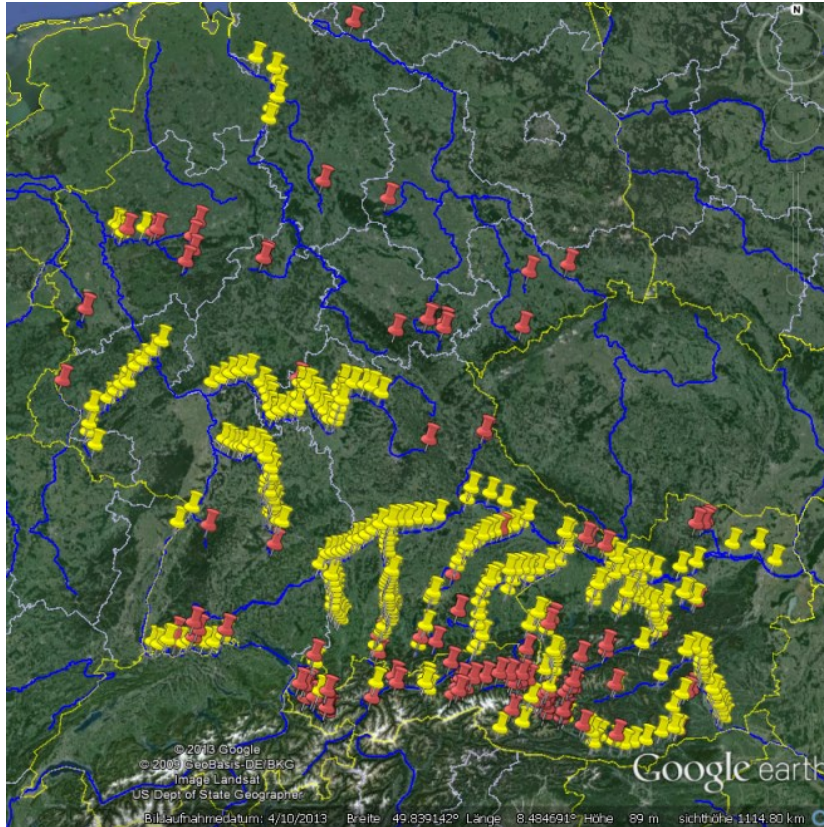 N
© 2013 Google
© 2009 GeoBasis-DE/BKG
Image Landsat
US Dept of State Geographer
Google earth
Bildaufnahmedatum: 4/10/2013 Breite 49.839142° Länge 8.484691° Höhe 89 m sichthöhe 1114.80 km